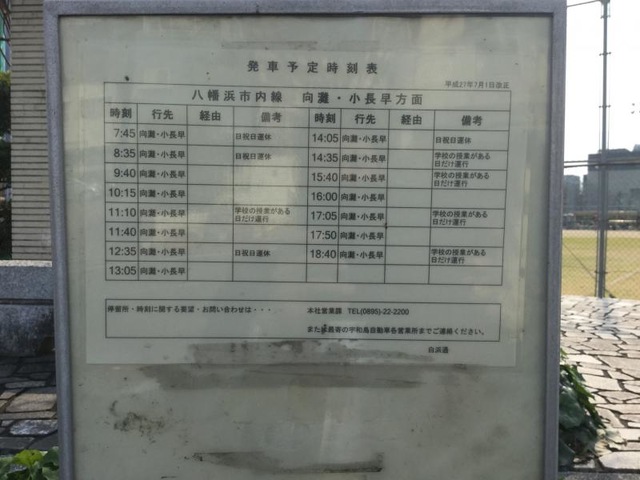 発車予定時刻表
平成27年7月1日改正
八幡浜市内線 向灘・小長早方面
時刻 行先 経由 備考 時刻 行先 経由 備考
7:45 向灘・小長早 日祝日運休 14:05 向灘・小長早 日祝日運休
8:35 向灘・小長早 日祝日運休 14:35 向灘・小長早 学校の授業がある日だけ運行
9:40 向灘・小長早 15:40 向灘・小長早 学校の授業がある日だけ運行
10:15 向灘・小長早 16:00 向灘・小長早
11:10 向灘・小長早 学校の授業がある日だけ運行 17:05 向灘・小長早 学校の授業がある日だけ運行
11:40 向灘・小長早 17:50 向灘・小長早
12:35 向灘・小長早 日祝日運休 18:40 向灘・小長早 学校の授業がある日だけ運行
13:05 向灘・小長早
停留所・時刻に関する要望・お問い合わせは・・・ 本社営業課 TEL(0895)-22-2200
または最寄の宇和島自動車各営業所までご連絡ください。
白浜通